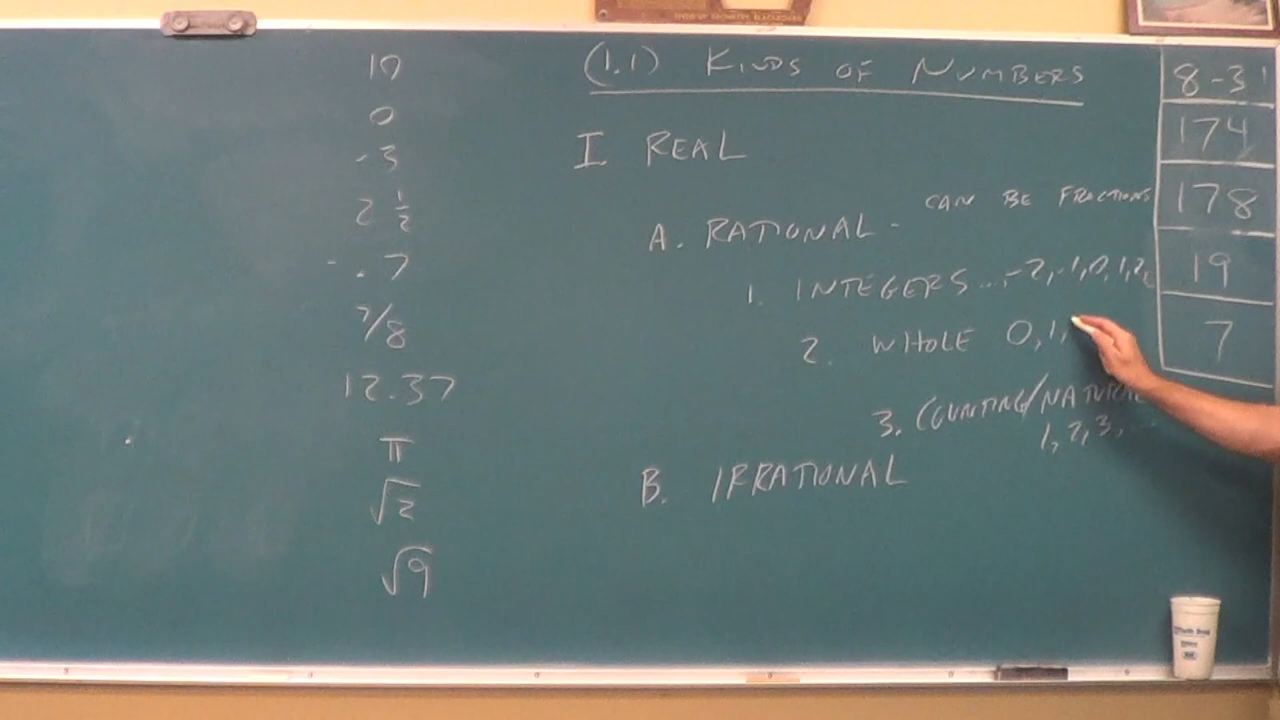 10
0
-3
2 1/2
-.7
7/8
12.37
π
√2
√9
(1.1) KINDS OF NUMBERS
I REAL
CAN BE FRACTIONS
A. RATIONAL -
1. INTEGERS ..., -2, -1, 0, 1, 2,
2. WHOLE 0, 1,
3. COUNTING/NATURAL
1, 2, 3, ...
B. IRRATIONAL
8-31
174
178
19
7